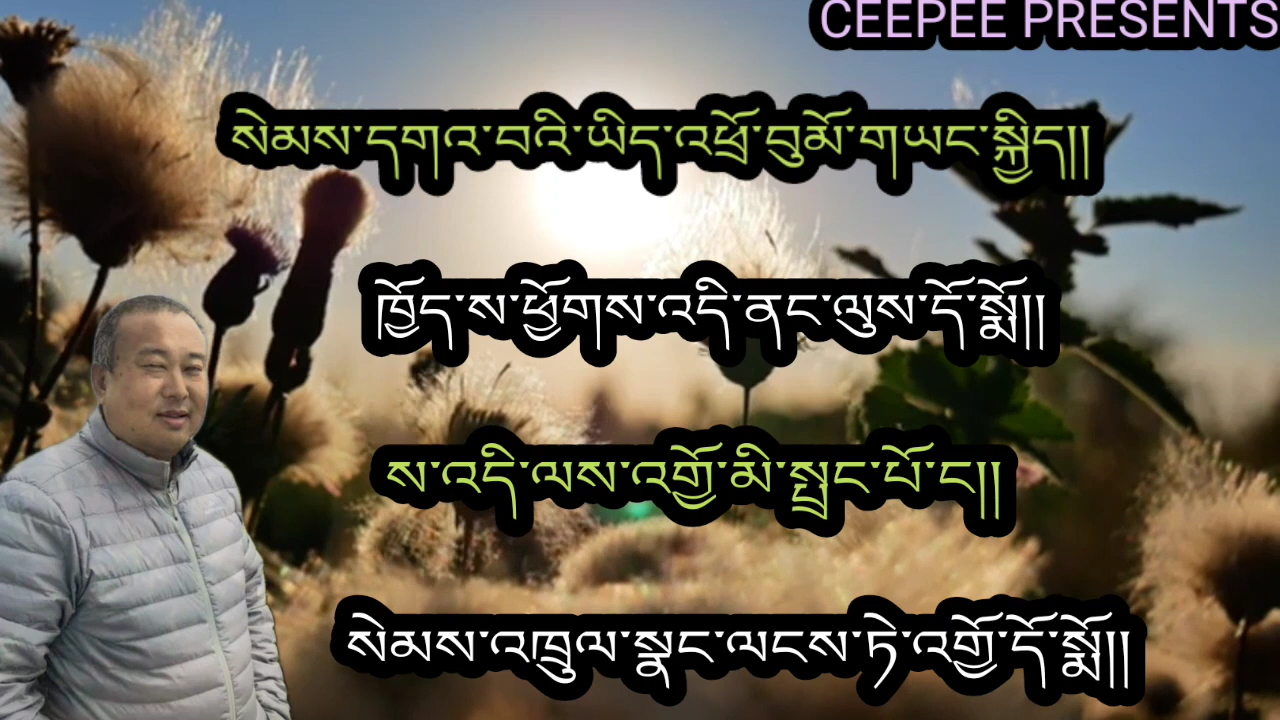 CEEPEE PRESENTS
སེམས་དགའ་བའི་ཡིད་འཕྲོ་བུམོ་གཡང་སྐྱིད།།
ཁྱོད་ས་ཕྱོགས་འདི་ནང་ལུས་དོ་སྨོ།།
ས་འདི་ལས་འགྱོ་མི་སྤྲང་པོ་ང།།
སེམས་འཁྲུལ་སྣང་ལངས་ཏེ་འགྱོ་དོ་སྨོ།།